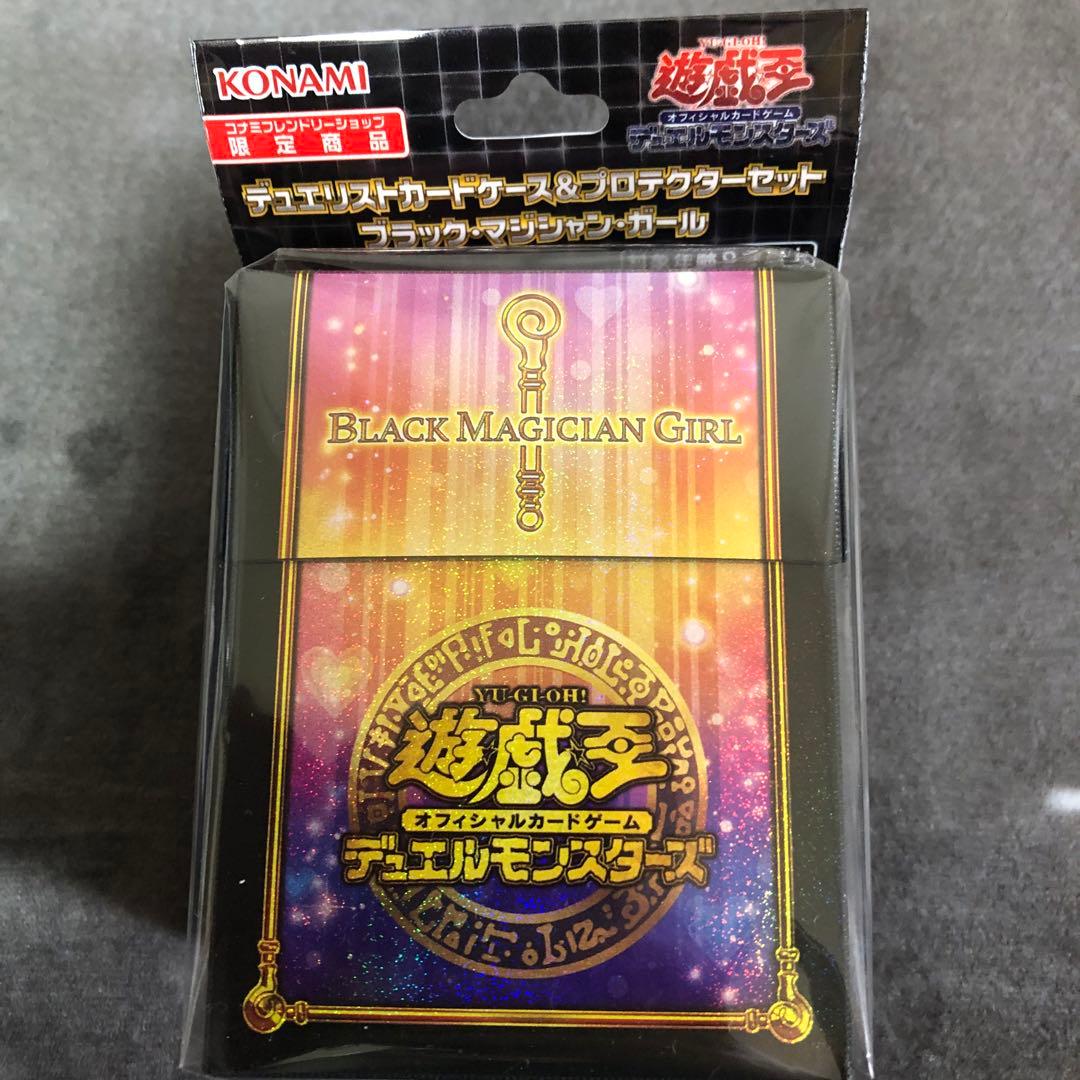 KONAMI
コナミフレンドリーショップ
限定商品
YU-GI-OH!
遊戯王
オフィシャルカードゲーム
デュエルモンスターズ
デュエリストカードケース&プロテクターセット
ブラック・マジシャン・ガール
BLACK MAGICIAN GIRL
YU-GI-OH!
遊戯王
オフィシャルカードゲーム
デュエルモンスターズ